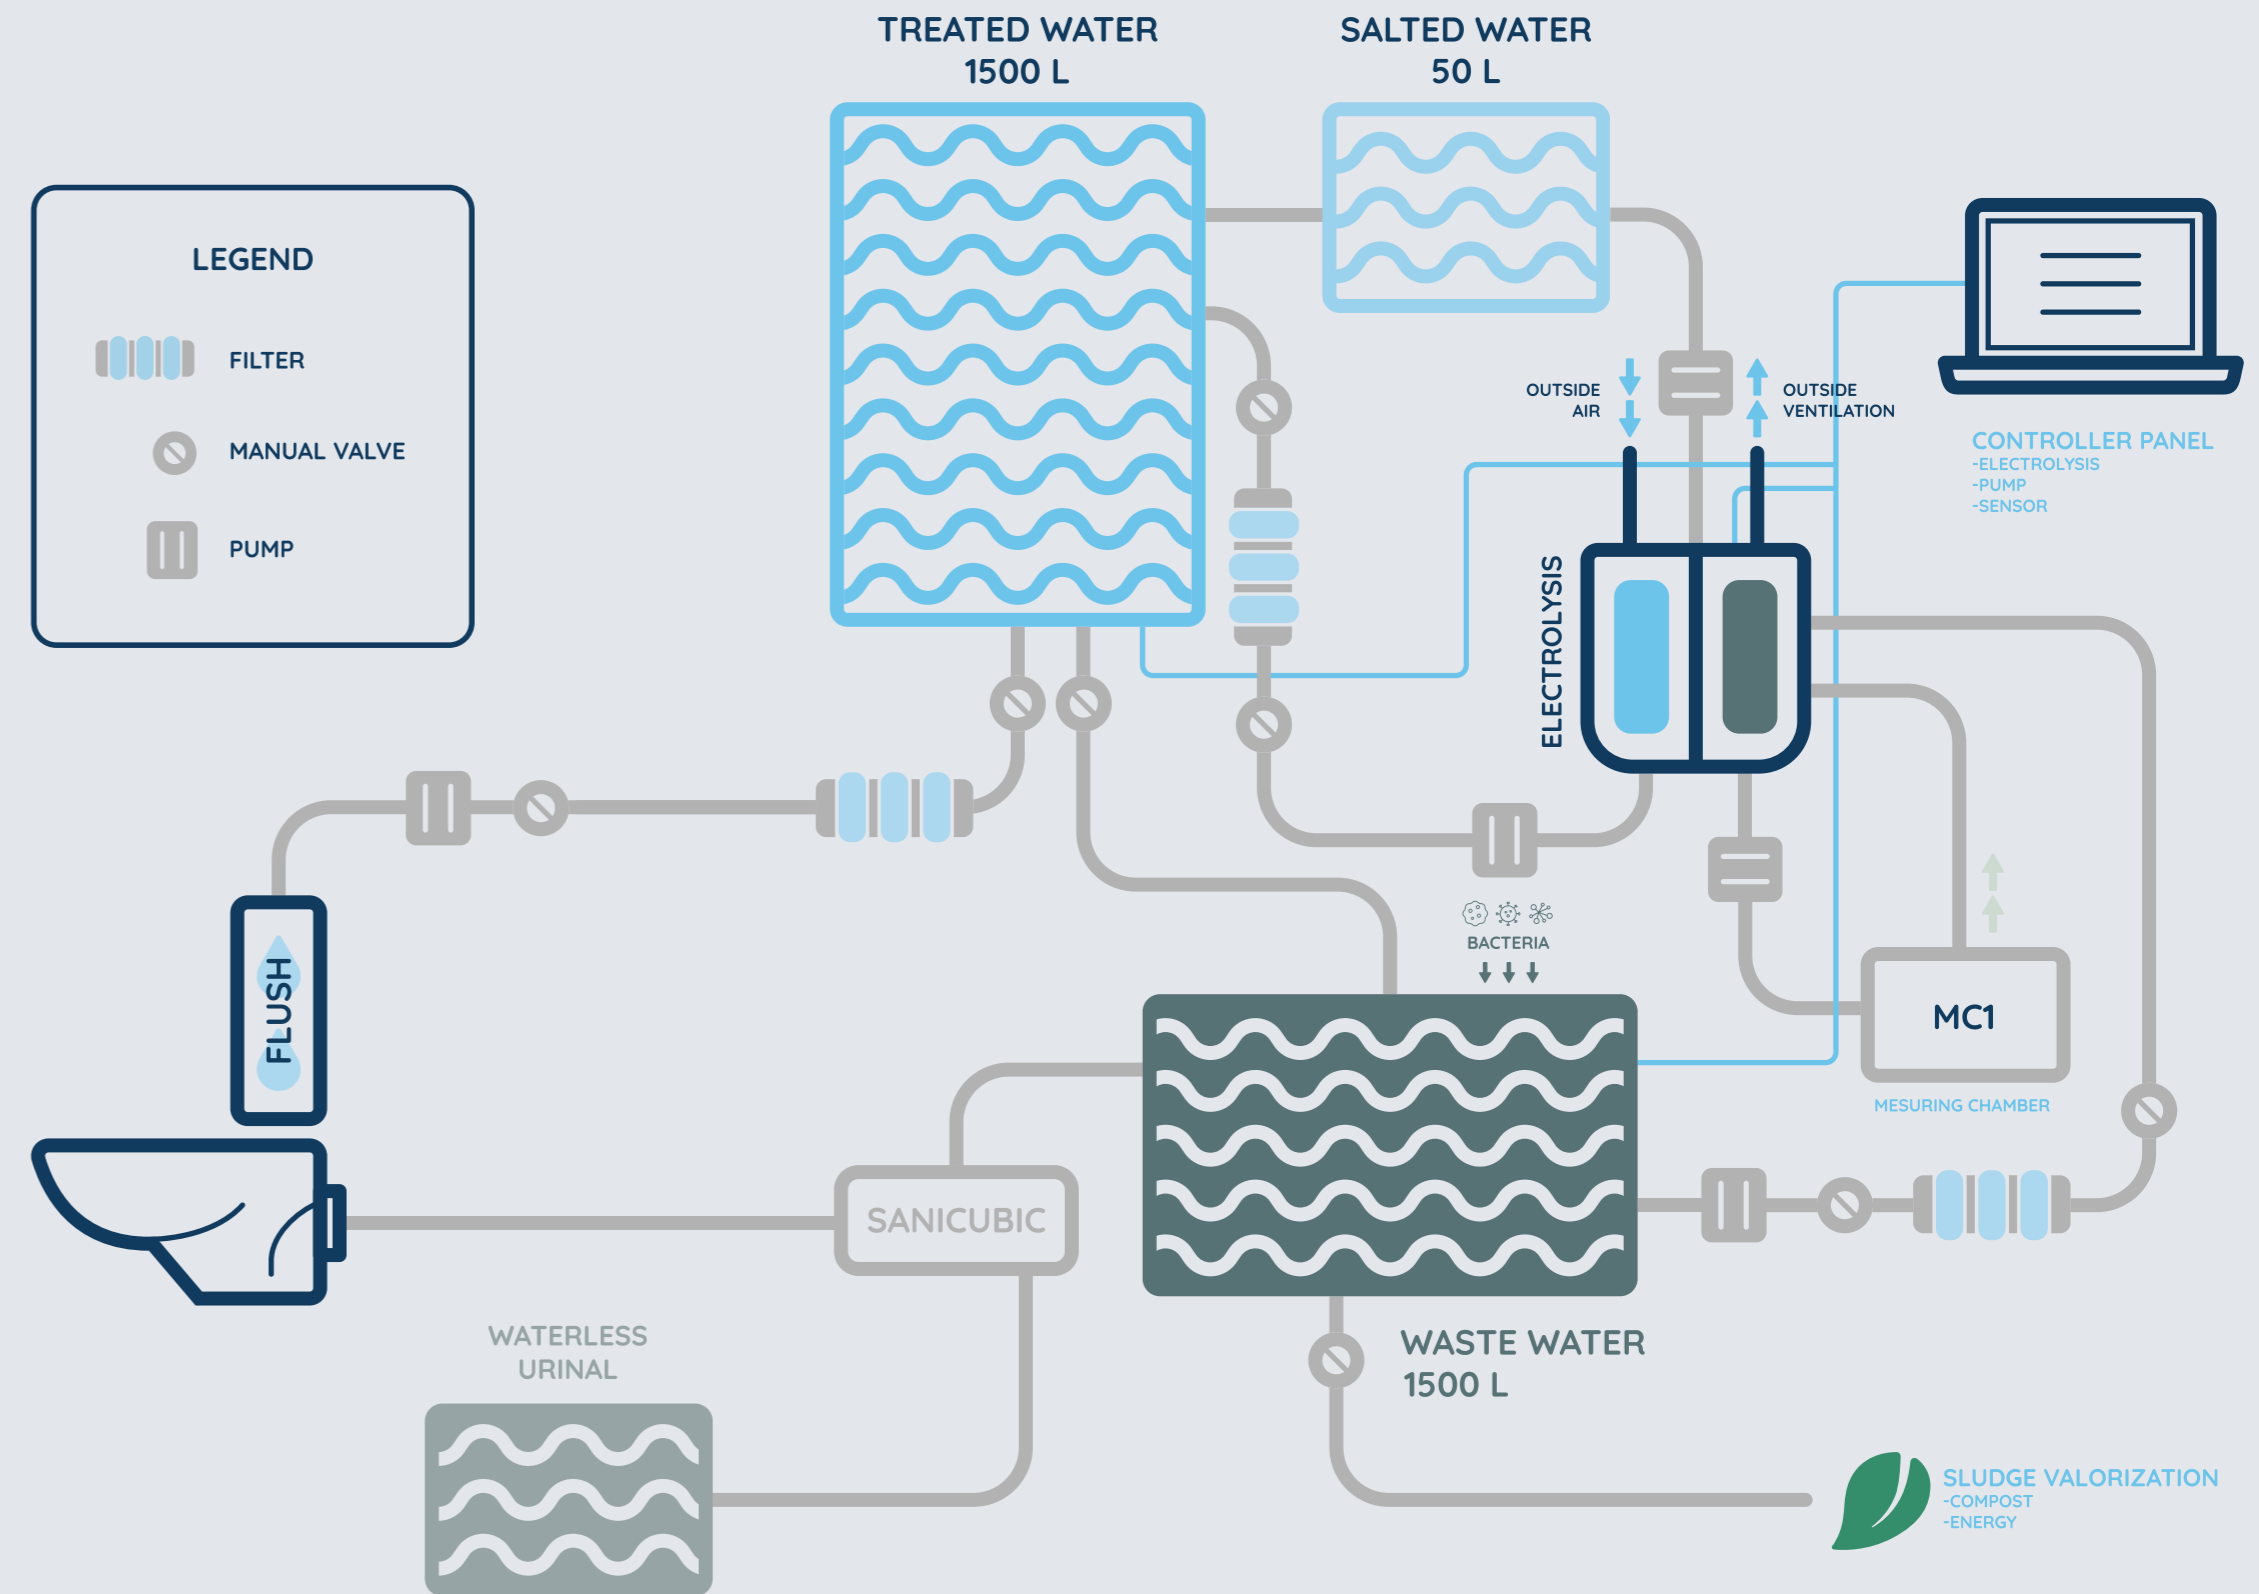 TREATED WATER
1500 L
SALTED WATER
50 L
LEGEND
FILTER
MANUAL VALVE
PUMP
OUTSIDE
AIR
OUTSIDE
VENTILATION
CONTROLLER PANEL
-ELECTROLYSIS
-PUMP
-SENSOR
ELECTROLYSIS
BACTERIA
FLUSH
MC1
MESURING CHAMBER
SANICUBIC
WATERLESS
URINAL
WASTE WATER
1500 L
SLUDGE VALORIZATION
-COMPOST
-ENERGY